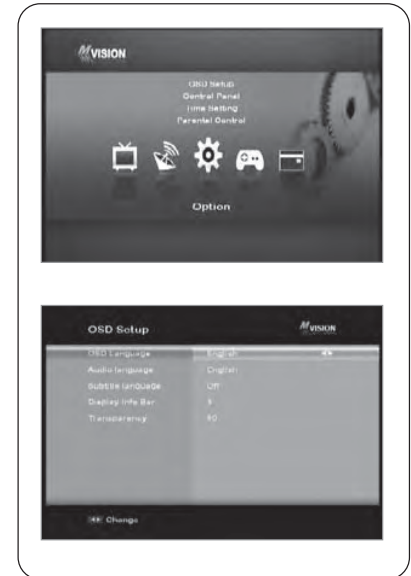 MVISION
OSD Setup
Control Panel
Time Setting
Parental Control
Option
OSD Setup
MVISION
OSD Language English
Audio language English
Subtitle language Off
Display Info Bar
Transparency
Change